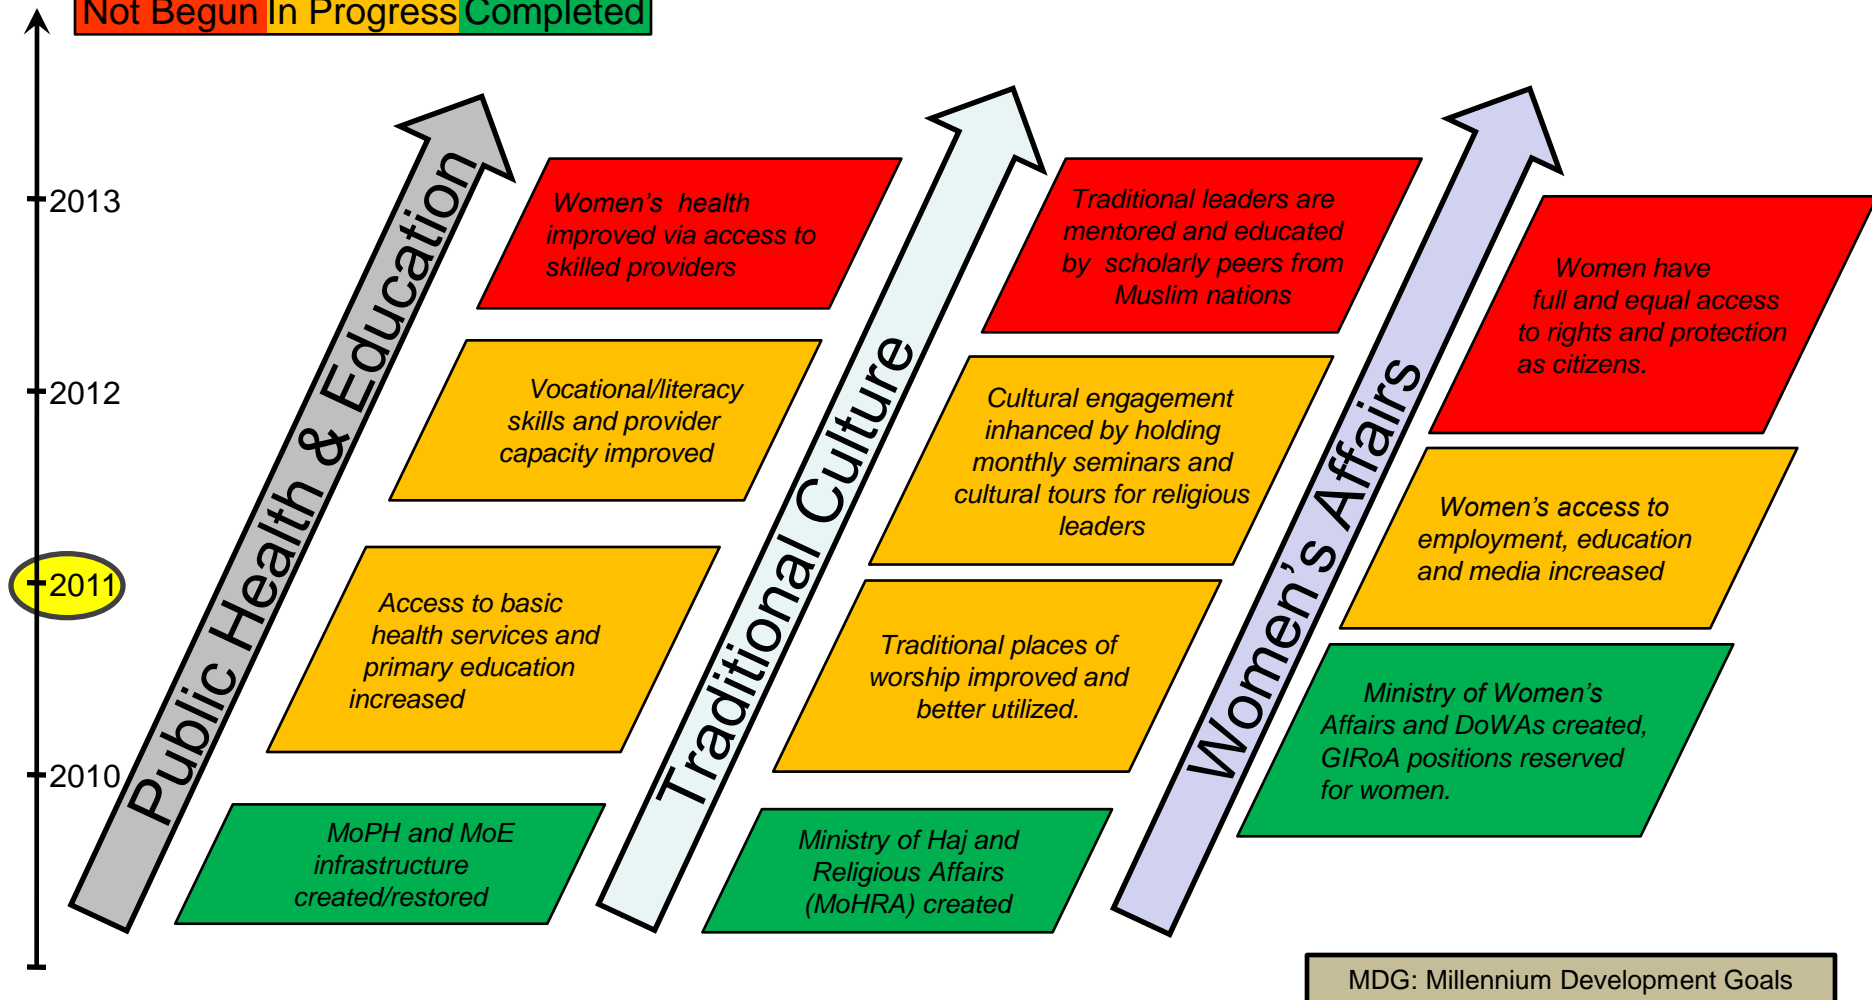 Not Begun In Progress Completed
2013
2012
2011
2010
Public Health & Education
Women's health
improved via access to
skilled providers
Vocational/literacy
skills and provider
capacity improved
Access to basic
health services and
primary education
increased
MoPH and MoE
infrastructure
created/restored
Traditional Culture
Traditional leaders are
mentored and educated
by scholarly peers from
Muslim nations
Cultural engagement
inhanced by holding
monthly seminars and
cultural tours for religious
leaders
Traditional places of
worship improved and
better utilized.
Ministry of Haj and
Religious Affairs
(MoHRA) created
Women's Affairs
Women have
full and equal access
to rights and protection
as citizens.
Women's access to
employment, education
and media increased
Ministry of Women's
Affairs and DoWAs created,
GIRoA positions reserved
for women.
MDG: Millennium Development Goals